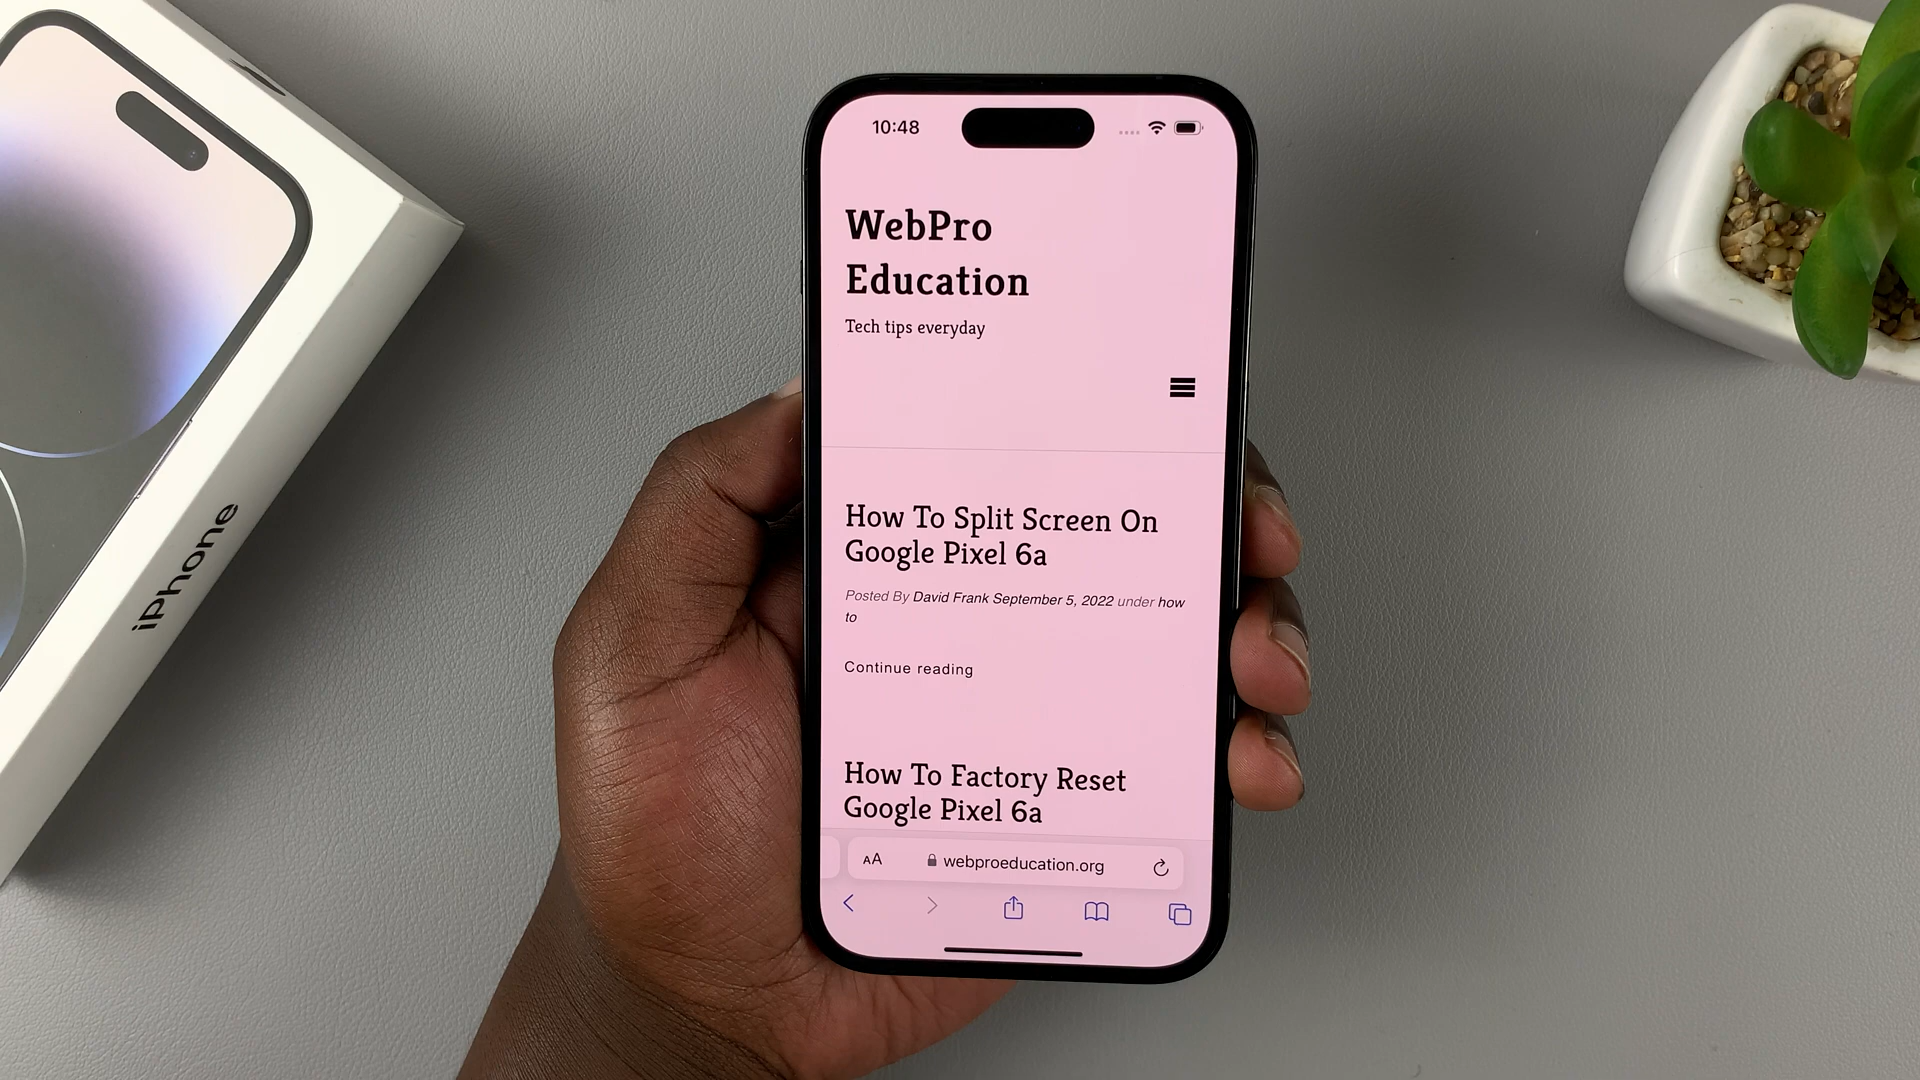 iPhone
10:48
WebPro
Education
Tech tips everyday
How To Split Screen On
Google Pixel 6a
Posted By David Frank September 5, 2022 under how
to
Continue reading
How To Factory Reset
Google Pixel 6a
AA webproeducation.org